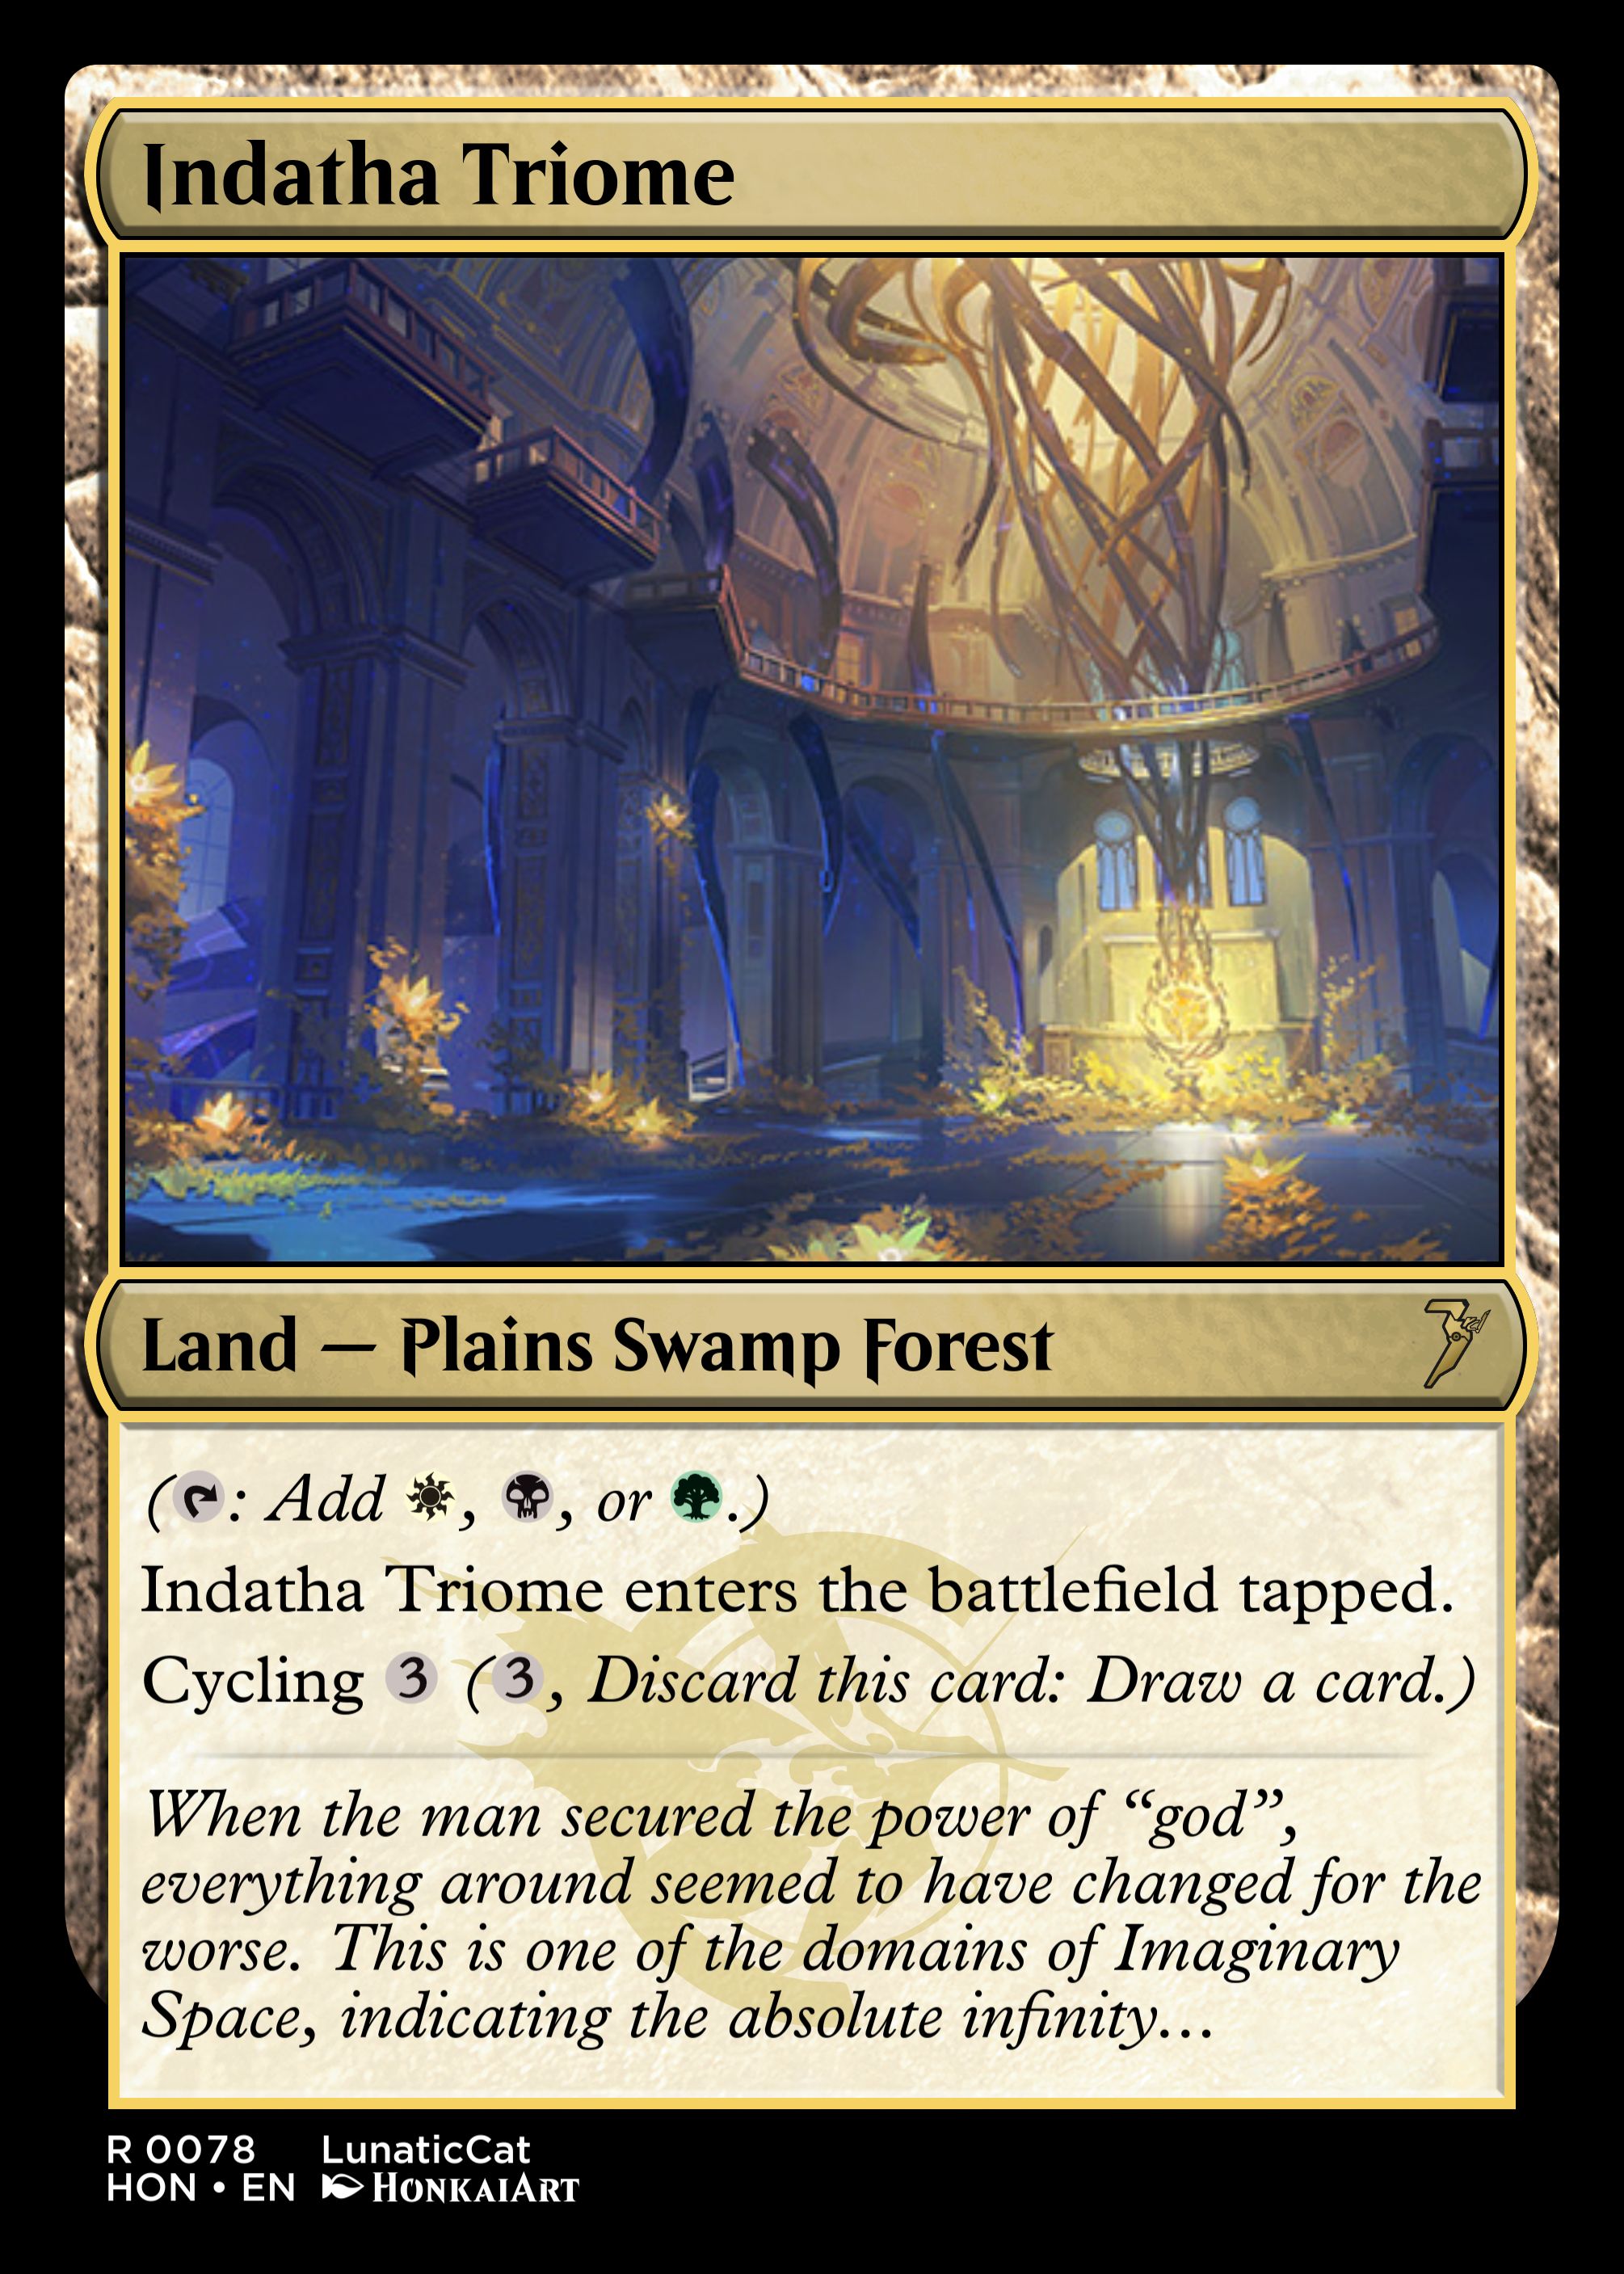 Indatha Triome
Land — Plains Swamp Forest
(: Add , , or .)
Indatha Triome enters the battlefield tapped.
Cycling 3 (3, Discard this card: Draw a card.)
When the man secured the power of “god”,
everything around seemed to have changed for the
worse. This is one of the domains of Imaginary
Space, indicating the absolute infinity…
R 0078 LunaticCat
HON • EN HONKAIART